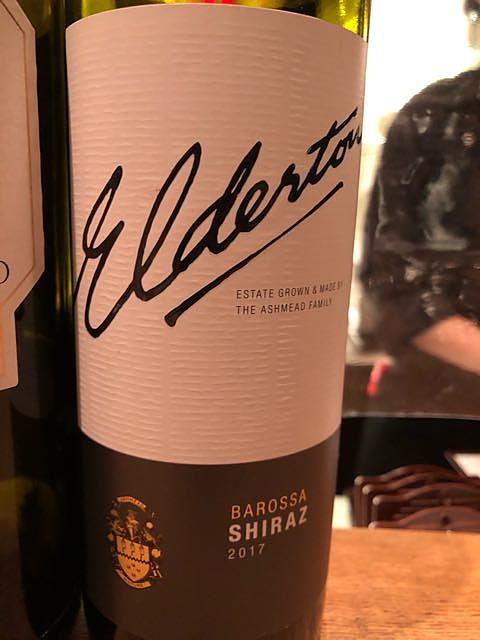 Elderton
ESTATE GROWN & MADE BY
THE ASHMEAD FAMILY
BAROSSA
SHIRAZ
2017
O